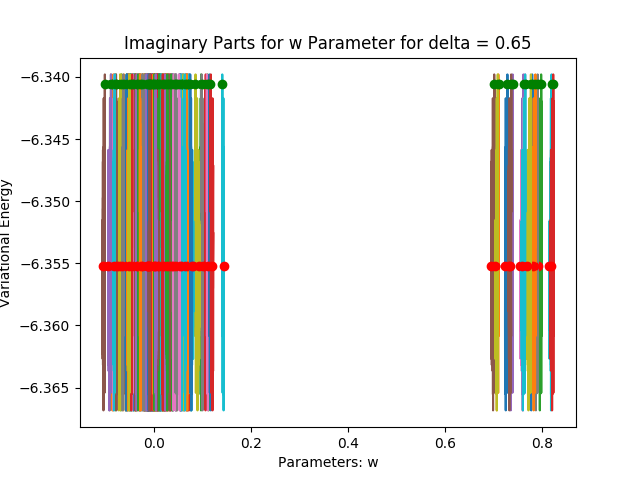 Imaginary Parts for w Parameter for delta = 0.65
−6.340
−6.345
−6.350
−6.355
−6.360
−6.365
Variational Energy
0.0 0.2 0.4 0.6 0.8
Parameters: w